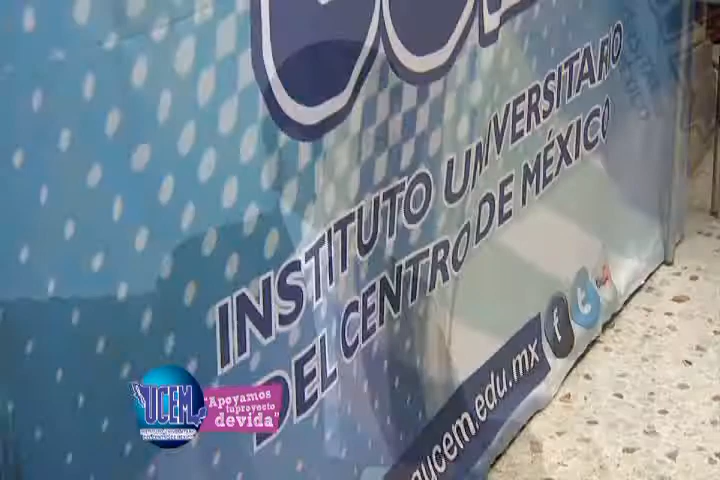 INSTITUTO UNIVERSITARIO
DEL CENTRO DE MÉXICO
ucem.edu.mx
UCEM
"Apoyamos
tu proyecto
de vida"